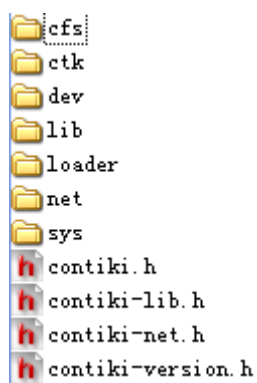 cfs
ctk
dev
lib
loader
net
sys
contiki.h
contiki-lib.h
contiki-net.h
contiki-version.h